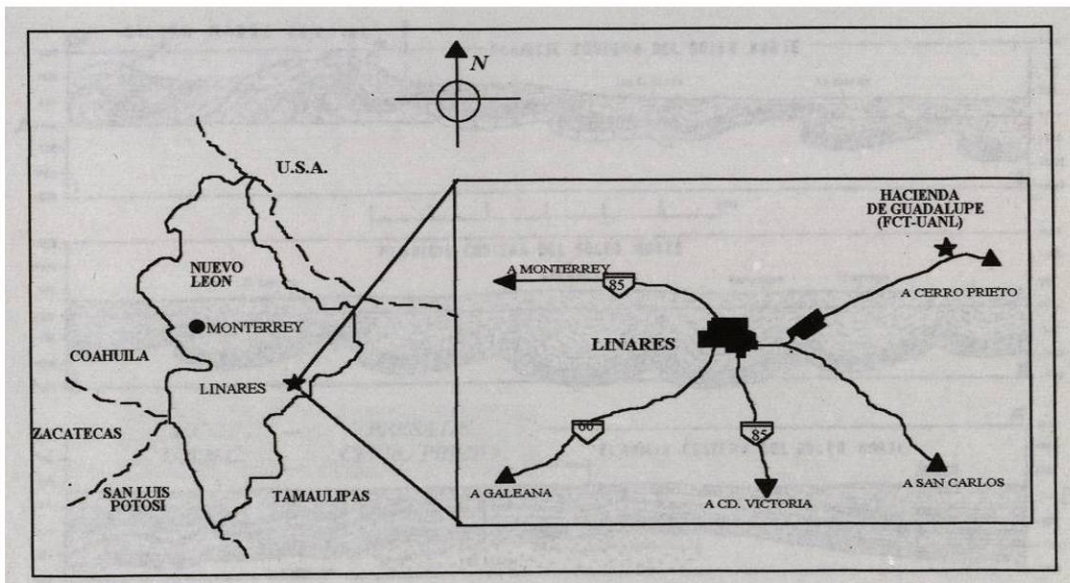 N
U.S.A.
NUEVO
LEON
MONTERREY
COAHUILA
LINARES
ZACATECAS
SAN LUIS
POTOSI
TAMAULIPAS
HACIENDA
DE GUADALUPE
(FCT-UANL)
A MONTERREY
85
A CERRO PRIETO
LINARES
60
85
A GALEANA
A CD. VICTORIA
A SAN CARLOS